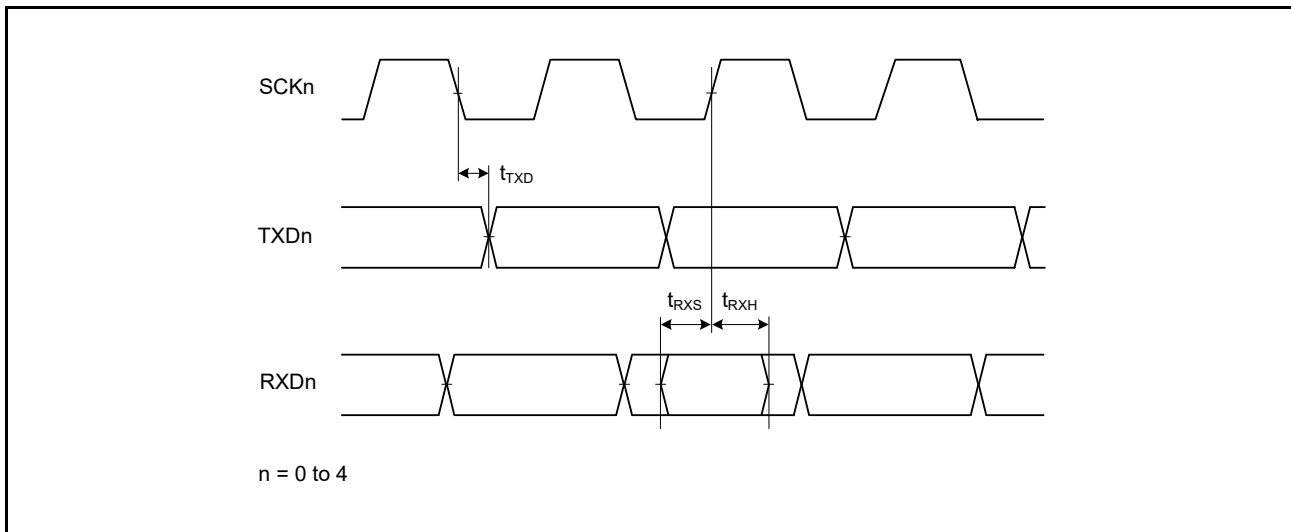 SCKn
tTXD
TXDn
tRXS tRXH
RXDn
n = 0 to 4